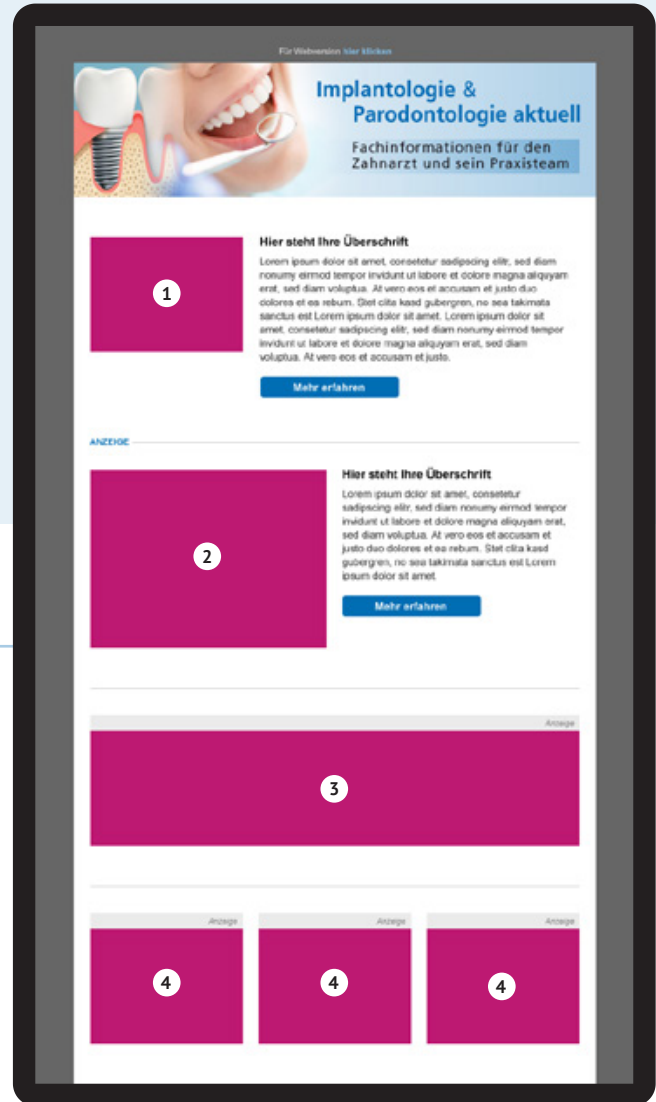 Für Webversion hier klicken
Implantologie &
Parodontologie aktuell
Fachinformationen für den
Zahnarzt und sein Praxisteam
1
Hier steht Ihre Überschrift
Lorem ipsum dolor sit amet, consetetur sadipscing elitr, sed diam
nonumy eirmod tempor invidunt ut labore et dolore magna aliquyam
erat, sed diam voluptua. At vero eos et accusam et justo duo
dolores et ea rebum. Stet clita kasd gubergren, no sea takimata
sanctus est Lorem ipsum dolor sit amet. Lorem ipsum dolor sit
amet, consetetur sadipscing elitr, sed diam nonumy eirmod tempor
invidunt ut labore et dolore magna aliquyam erat, sed diam
voluptua. At vero eos et accusam et justo.
Mehr erfahren
ANZEIGE
2
Hier steht Ihre Überschrift
Lorem ipsum dolor sit amet, consetetur
sadipscing elitr, sed diam nonumy eirmod tempor
invidunt ut labore et dolore magna aliquyam erat,
sed diam voluptua. At vero eos et accusam et
justo duo dolores et ea rebum. Stet clita kasd
gubergren, no sea takimata sanctus est Lorem
ipsum dolor sit amet.
Mehr erfahren
Anzeige
3
Anzeige
Anzeige
Anzeige
4
4
4